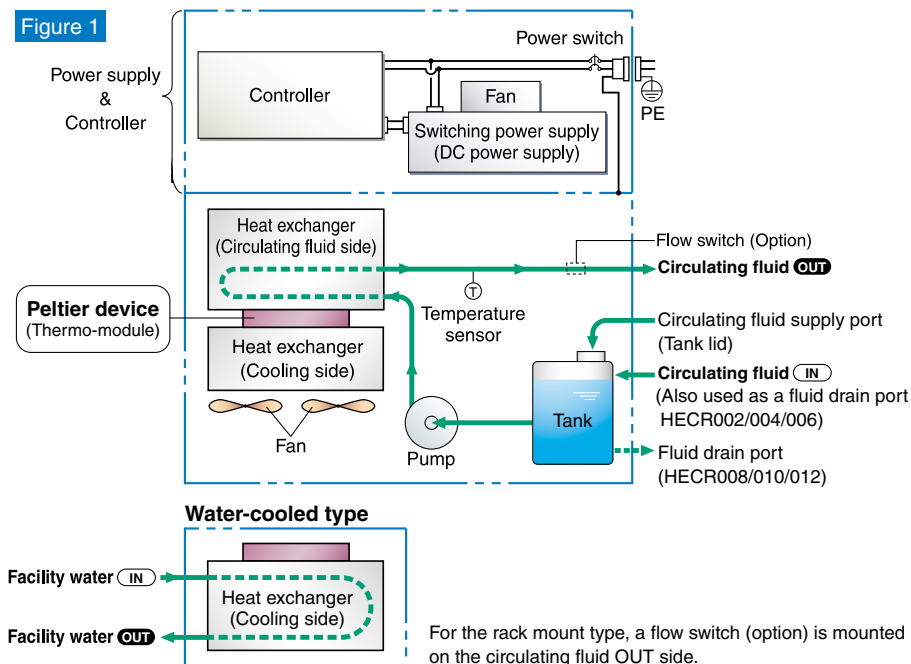 Figure 1
Power supply
&
Controller
Controller
Fan
Switching power supply
(DC power supply)
Power switch
PE
Heat exchanger
(Circulating fluid side)
Peltier device
(Thermo-module)
Heat exchanger
(Cooling side)
Fan
T
Temperature
sensor
Pump
Tank
Flow switch (Option)
Circulating fluid OUT
Circulating fluid supply port
(Tank lid)
Circulating fluid IN
(Also used as a fluid drain port
HECR002/004/006)
Fluid drain port
(HECR008/010/012)
Water-cooled type
Facility water IN
Facility water OUT
Heat exchanger
(Cooling side)
For the rack mount type, a flow switch (option) is mounted
on the circulating fluid OUT side.